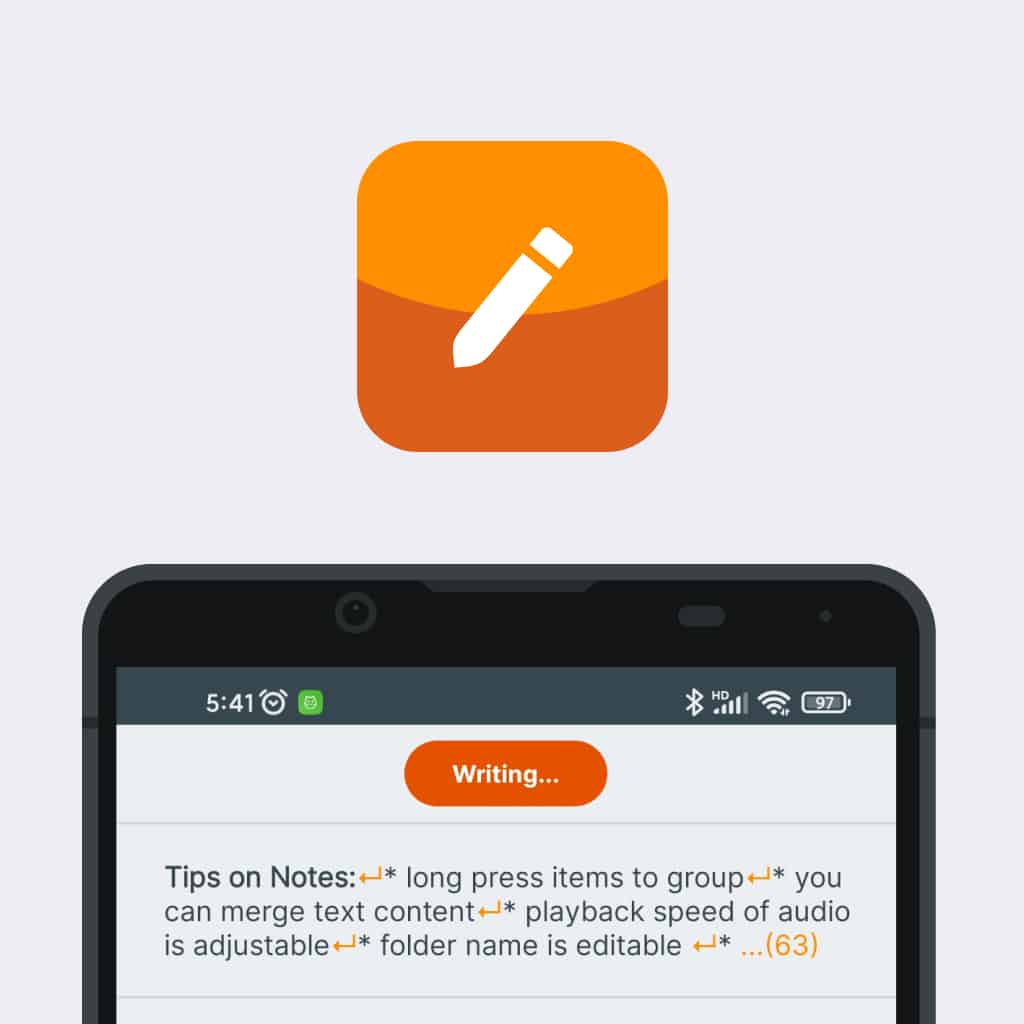 5:41 HD 97
Writing...
Tips on Notes:↵* long press items to group↵* you
can merge text content↵* playback speed of audio
is adjustable↵* folder name is editable ↵* ...(63)